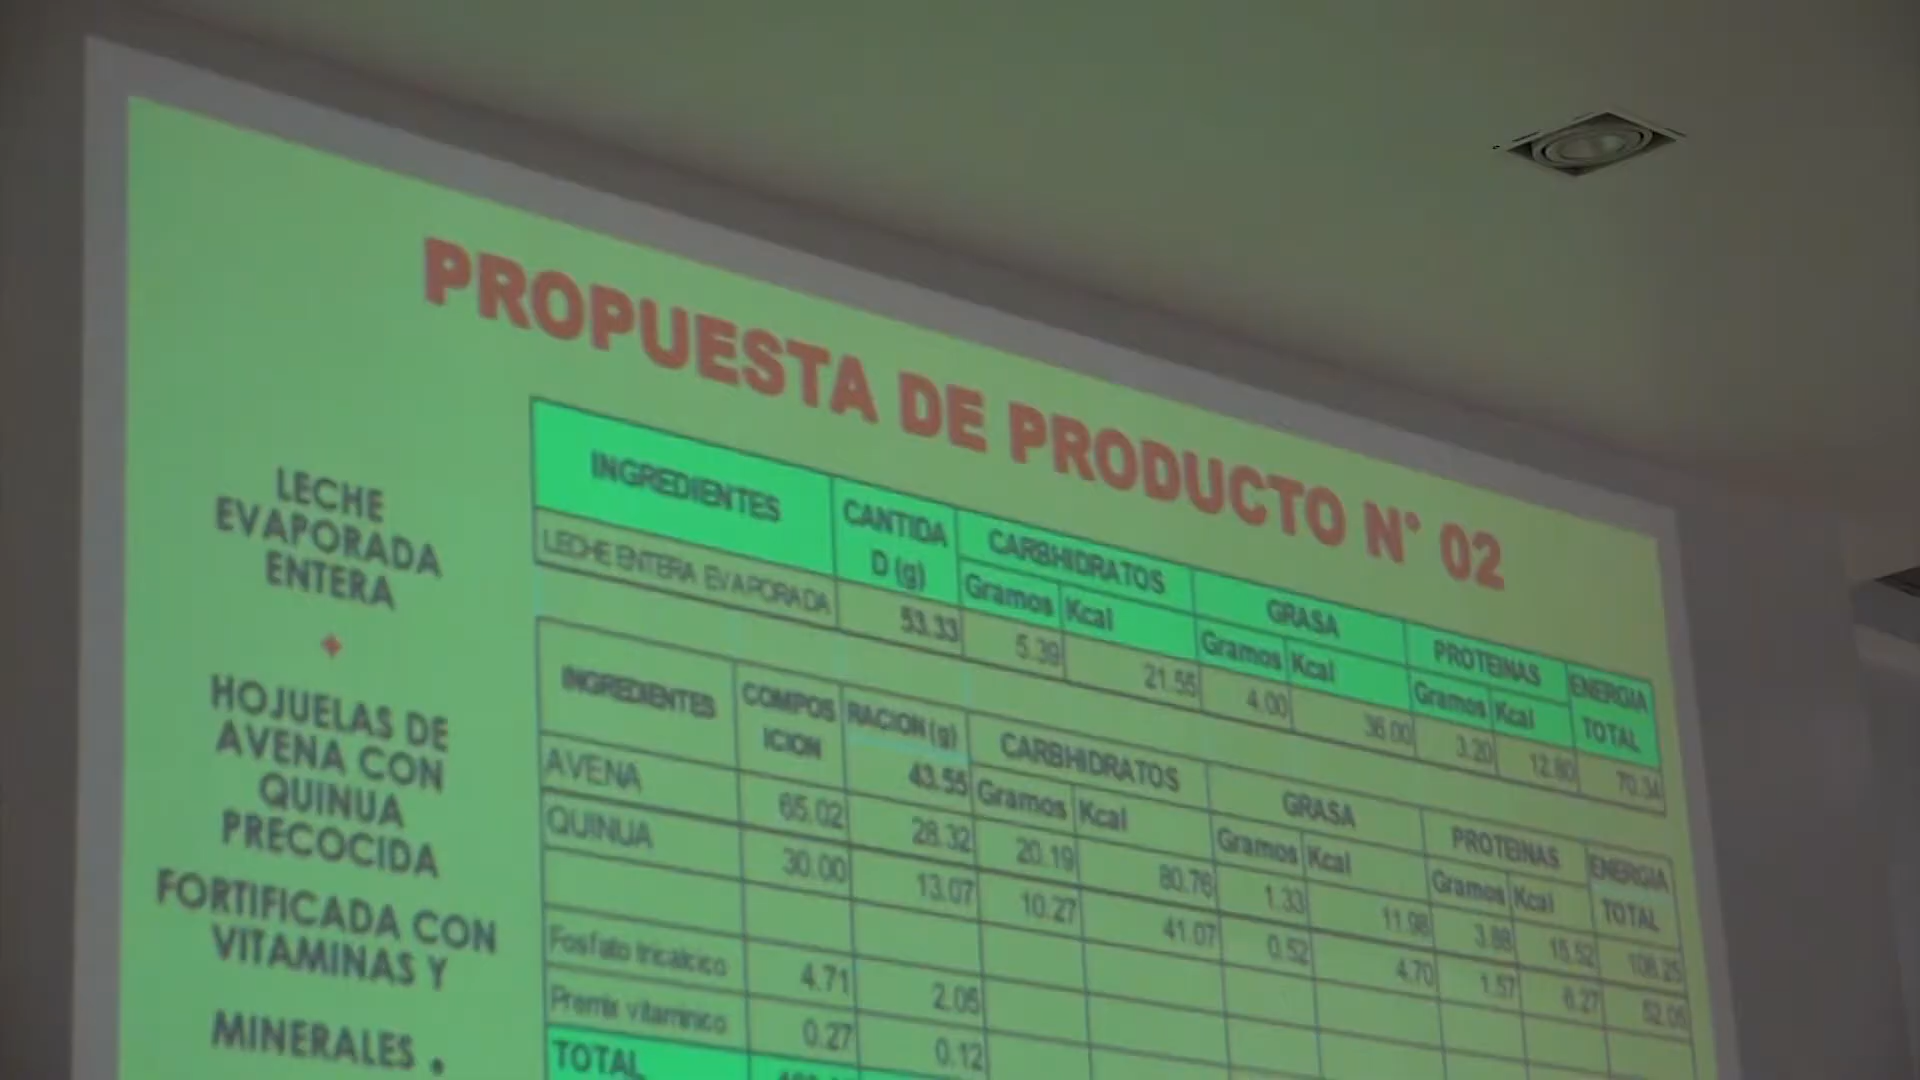 PROPUESTA DE PRODUCTO N° 02
LECHE
EVAPORADA
ENTERA
+
HOJUELAS DE
AVENA CON
QUINUA
PRECOCIDA
FORTIFICADA CON
VITAMINAS Y
MINERALES .
INGREDIENTES CANTIDA CARBHIDRATOS GRASA PROTEINAS ENERGIA
D (g) Gramos Kcal Gramos Kcal Gramos Kcal TOTAL
LECHE ENTERA EVAPORADA 53.33 5.39 21.55 4.00 36.00 3.20 12.80 70.34
INGREDIENTES COMPOS RACION (g) CARBHIDRATOS GRASA PROTEINAS ENERGIA
ICION 43.55 Gramos Kcal Gramos Kcal Gramos Kcal TOTAL
AVENA 65.02 28.32 20.19 80.76 1.33 11.98 3.88 15.52 108.25
QUINUA 30.00 13.07 10.27 41.07 0.52 4.70 1.57 6.27 52.05
Fosfato tricalcico 4.71 2.05
Premix vitaminico 0.27 0.12
TOTAL